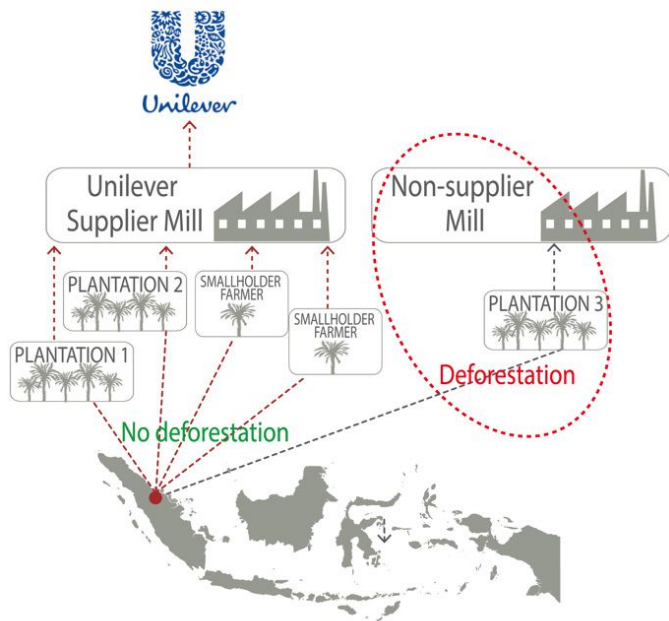 Unilever
Unilever
Supplier Mill
Non-supplier
Mill
PLANTATION 2
SMALLHOLDER
FARMER
PLANTATION 3
SMALLHOLDER
FARMER
PLANTATION 1
Deforestation
No deforestation